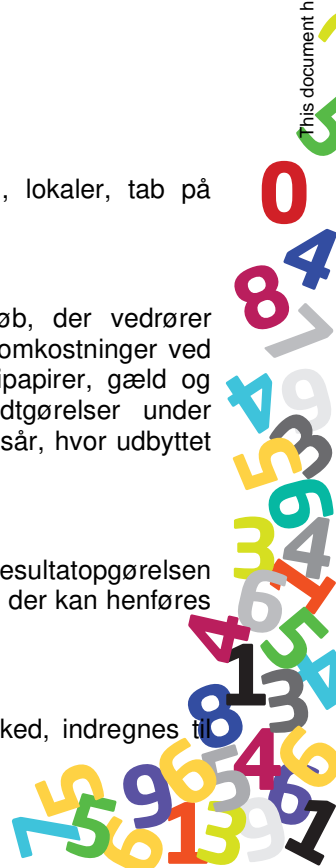 This document h
, lokaler, tab på
øb, der vedrører
omkostninger ved
ipapirer, gæld og
dtgørelser under
sår, hvor udbyttet
esultatopgørelsen
der kan henføres
ked, indregnes til